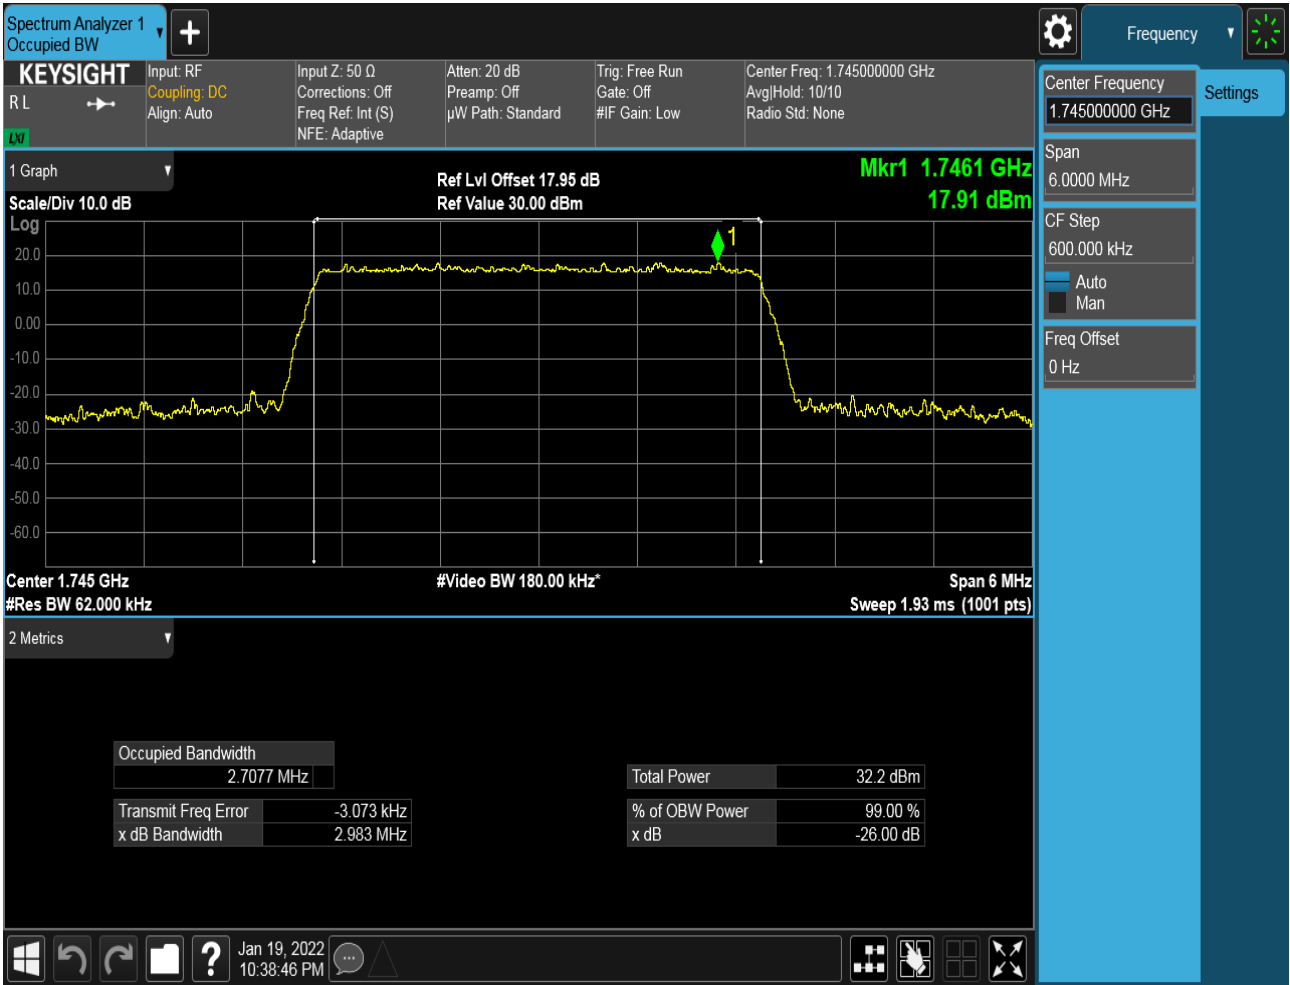 Spectrum Analyzer 1
Occupied BW
Frequency
KEYSIGHT
R L
LXI
Input: RF
Coupling: DC
Align: Auto
Input Z: 50 Ω
Corrections: Off
Freq Ref: Int (S)
NFE: Adaptive
Atten: 20 dB
Preamp: Off
µW Path: Standard
Trig: Free Run
Gate: Off
#IF Gain: Low
Center Freq: 1.745000000 GHz
Avg|Hold: 10/10
Radio Std: None
Center Frequency
1.745000000 GHz
Settings
Span
6.0000 MHz
CF Step
600.000 kHz
Auto
Man
Freq Offset
0 Hz
1 Graph
Scale/Div 10.0 dB
Ref Lvl Offset 17.95 dB
Ref Value 30.00 dBm
Mkr1 1.7461 GHz
17.91 dBm
Log
1
20.0
10.0
0.00
-10.0
-20.0
-30.0
-40.0
-50.0
-60.0
Center 1.745 GHz
#Video BW 180.00 kHz*
Span 6 MHz
#Res BW 62.000 kHz
Sweep 1.93 ms (1001 pts)
2 Metrics
Occupied Bandwidth
2.7077 MHz
Total Power 32.2 dBm
Transmit Freq Error -3.073 kHz
% of OBW Power 99.00 %
x dB Bandwidth 2.983 MHz
x dB -26.00 dB
?
Jan 19, 2022
10:38:46 PM